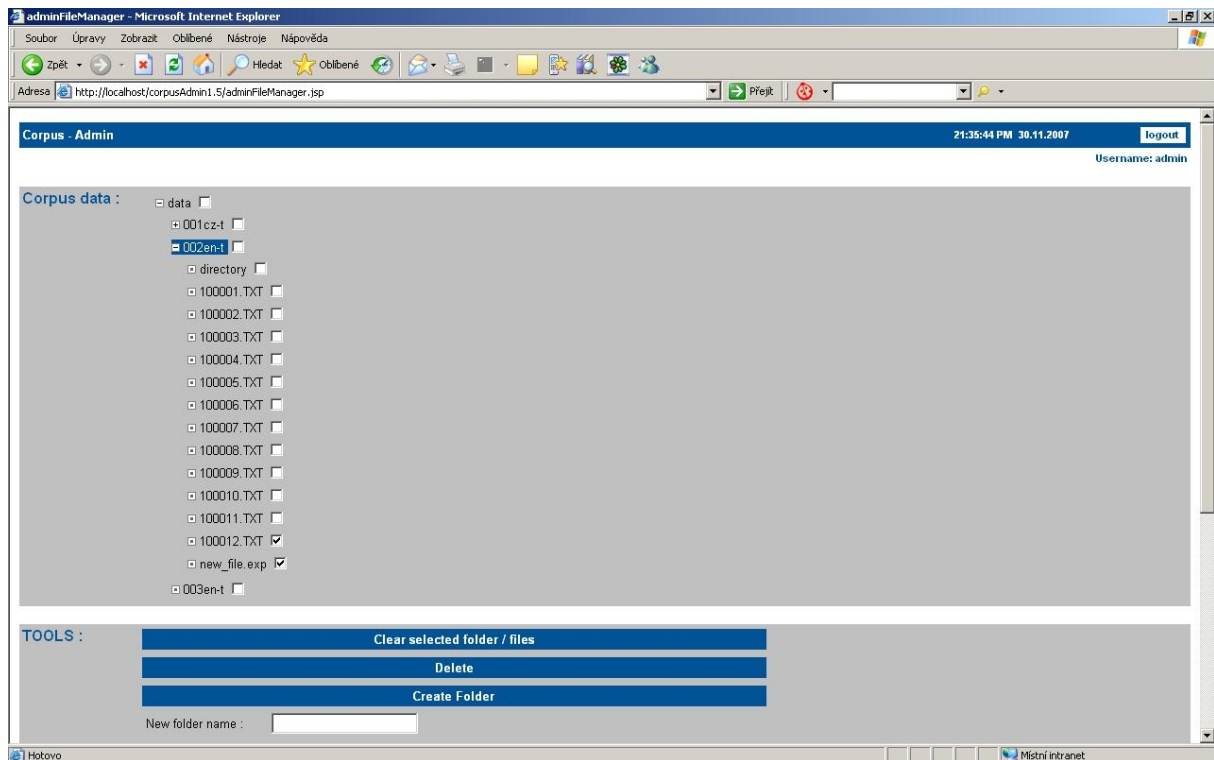 adminFileManager - Microsoft Internet Explorer
Soubor Úpravy Zobrazit Oblíbené Nástroje Nápověda
Zpět Hledat Oblíbené
Adresa http://localhost/corpusAdmin1.5/adminFileManager.jsp Přejít
Corpus - Admin 21:35:44 PM 30.11.2007 logout
Username: admin
Corpus data :
data
001cz-t
002en-t
directory
100001.TXT
100002.TXT
100003.TXT
100004.TXT
100005.TXT
100006.TXT
100007.TXT
100008.TXT
100009.TXT
100010.TXT
100011.TXT
100012.TXT
new_file.exp
003en-t
TOOLS :
Clear selected folder / files
Delete
Create Folder
New folder name :
Hotovo Místní intranet